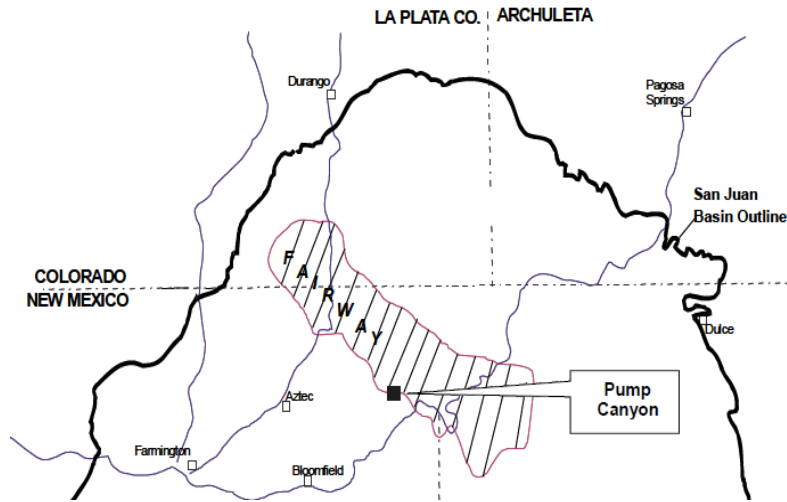 LA PLATA CO. ARCHULETA
Durango
Pagosa
Springs
San Juan
Basin Outline
FAIRWAY
COLORADO
NEW MEXICO
Dulce
Pump
Canyon
Aztec
Farmington
Bloomfield